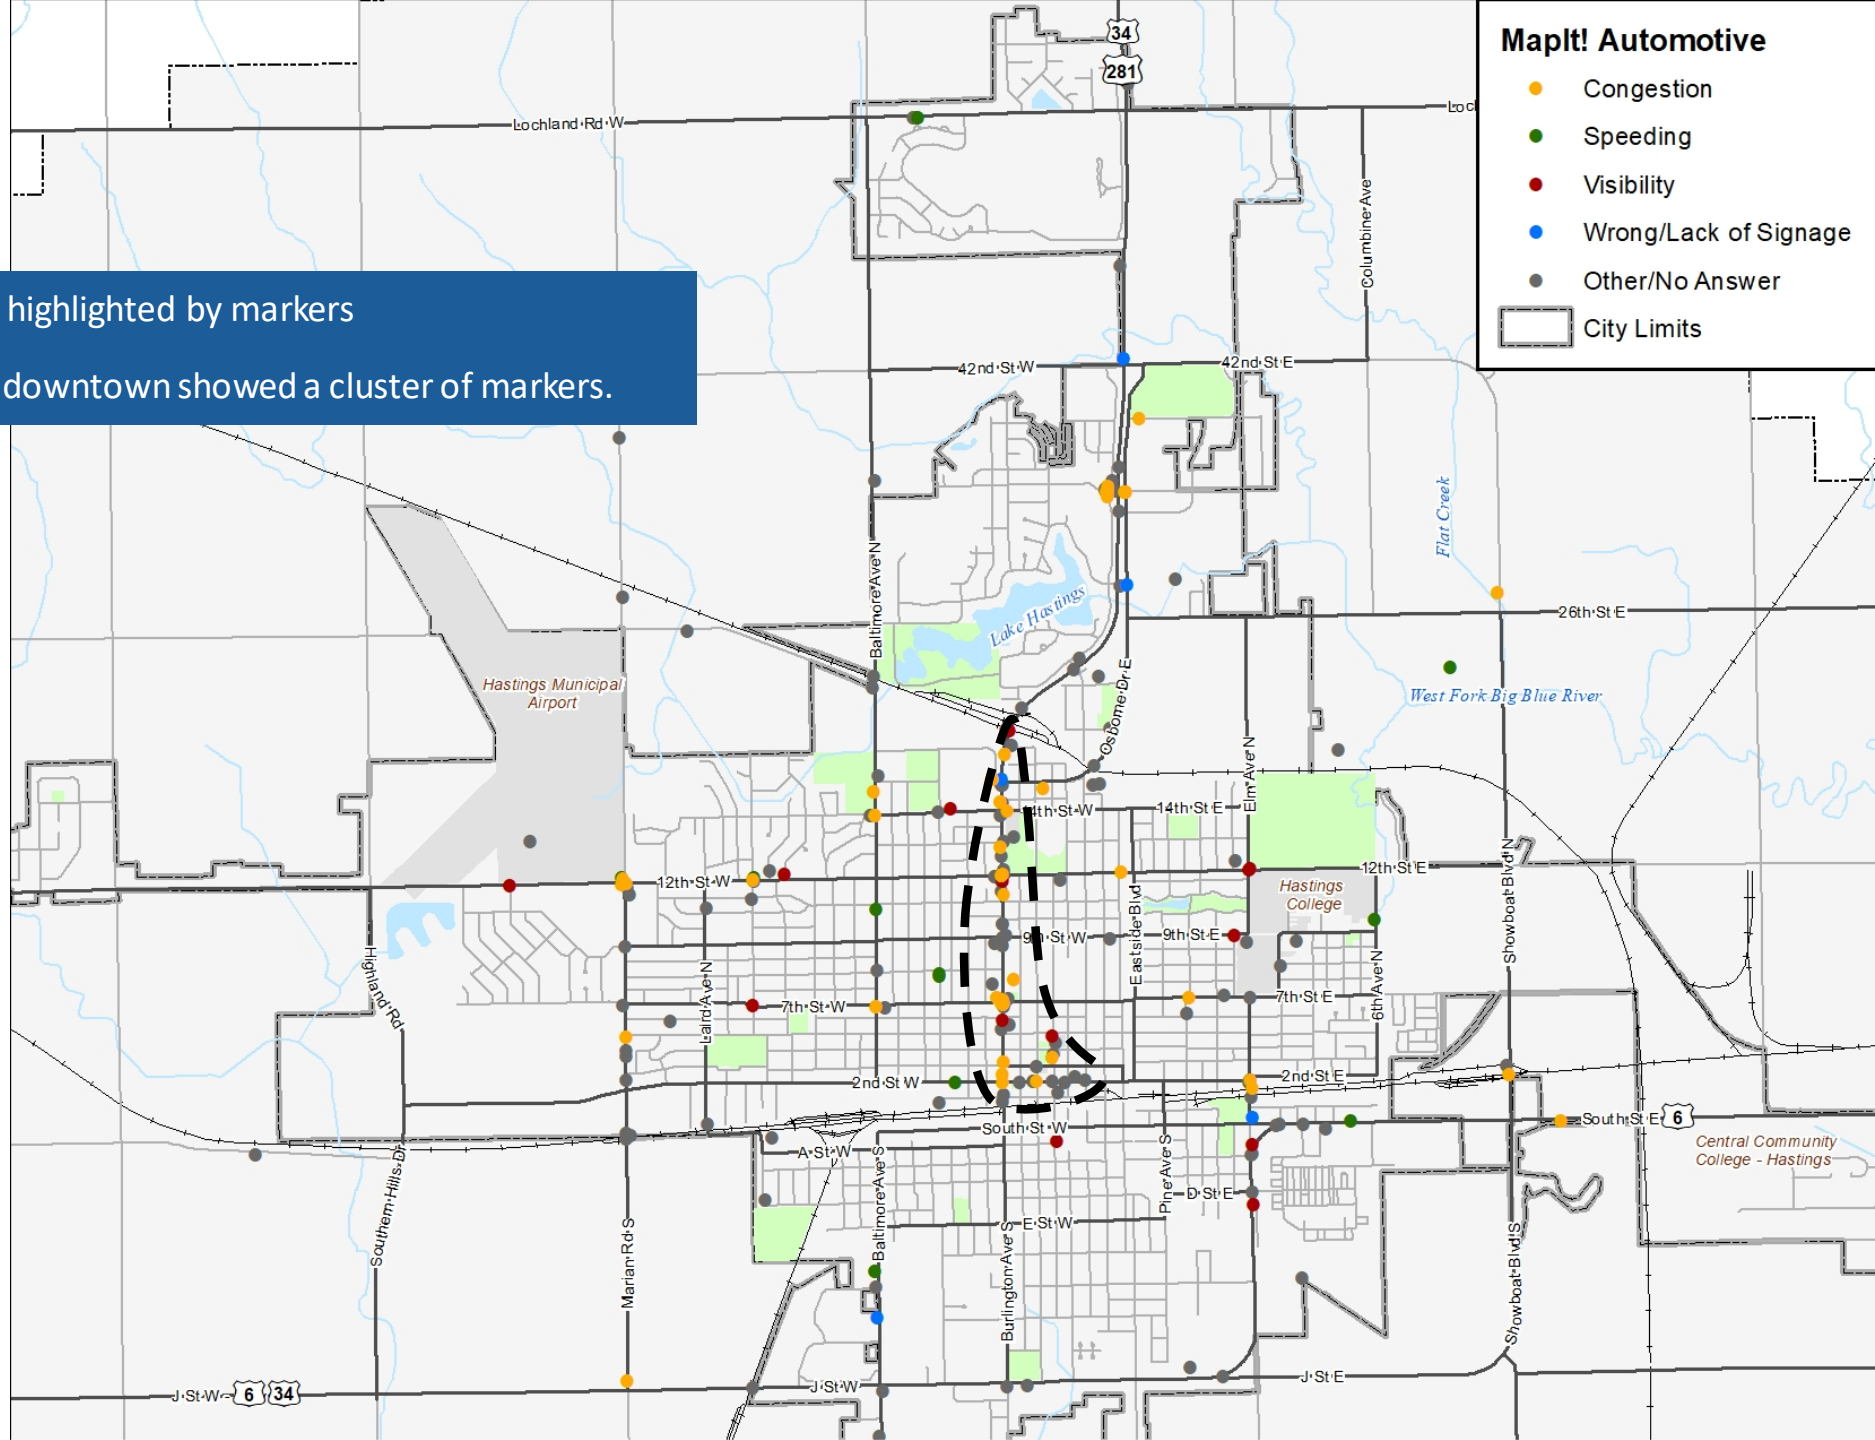 34
281
MapIt! Automotive
Congestion
Speeding
Visibility
Wrong/Lack of Signage
Other/No Answer
City Limits
Lochland Rd W
Columbine Ave
highlighted by markers
downtown showed a cluster of markers.
42nd St W
42nd St E
Flat Creek
Baltimore Ave N
Lake Hastings
26th St E
Hastings Municipal
Airport
Osborne Dr E
West Fork Big Blue River
Elm Ave N
14th St W
14th St E
12th St W
12th St E
Hastings
College
Eastside Blvd
Showboat Blvd N
9th St W
9th St E
Highland Rd
Laird Ave N
6th Ave N
7th St W
7th St E
2nd St W
2nd St E
South St W
South St E
6
Central Community
College - Hastings
A St W
Pine Ave S
D St E
E St W
Southern Hills Dr
Marian Rd S
Baltimore Ave S
Burlington Ave S
Showboat Blvd S
J St W
6
34
J St W
J St E